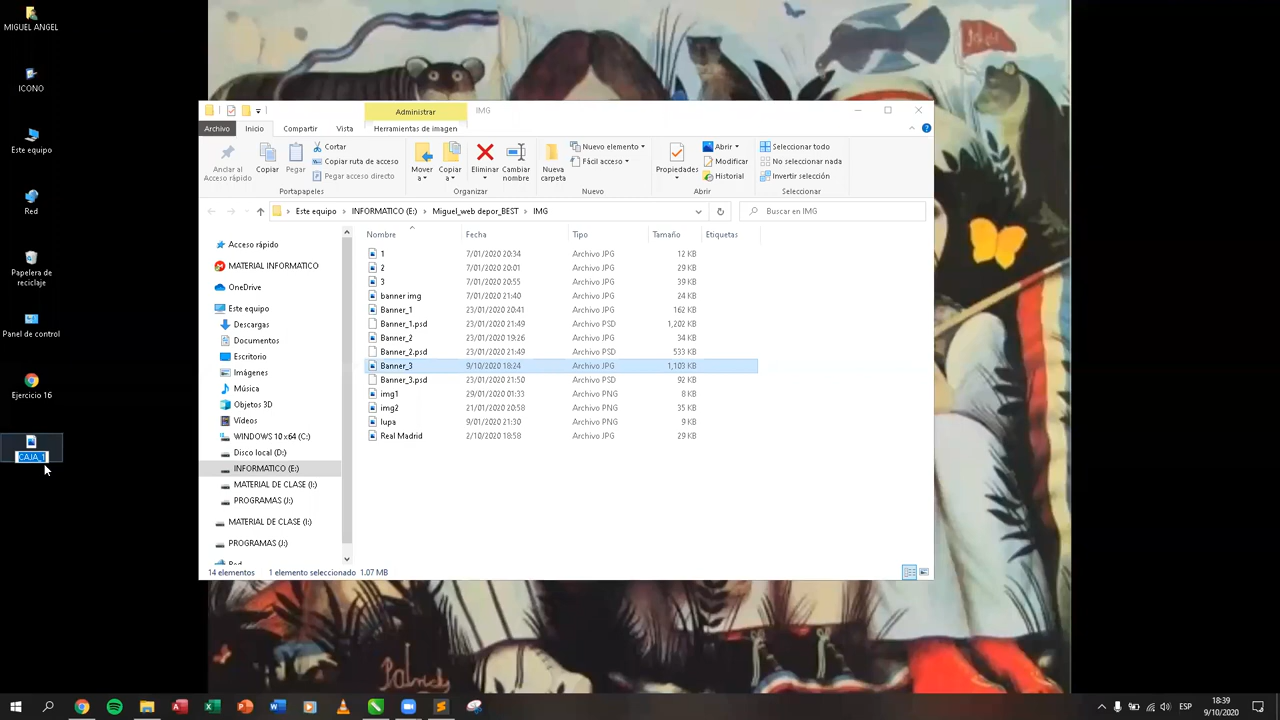 MIGUEL ANGEL
ICONO
Este equipo
Red
Papelera de
reciclaje
Panel de control
Ejercicio 16
CAJA_1
Administrar
IMG
Archivo
Inicio
Compartir
Vista
Herramientas de imagen
Anclar al
Acceso rápido
Copiar
Pegar
Cortar
Copiar ruta de acceso
Pegar acceso directo
Portapapeles
Mover
a
Copiar
a
Eliminar
Cambiar
nombre
Organizar
Nueva
carpeta
Nuevo elemento
Fácil acceso
Nuevo
Propiedades
Abrir
Modificar
Historial
Abrir
Seleccionar todo
No seleccionar nada
Invertir selección
Seleccionar
Este equipo > INFORMATICO (E:) > Miguel_web depor_BEST > IMG
Buscar en IMG
Acceso rápido
MATERIAL INFORMATICO
OneDrive
Este equipo
Descargas
Documentos
Escritorio
Imágenes
Música
Objetos 3D
Vídeos
WINDOWS 10 x64 (C:)
Disco local (D:)
INFORMATICO (E:)
MATERIAL DE CLASE (I:)
PROGRAMAS (J:)
MATERIAL DE CLASE (I:)
PROGRAMAS (J:)
Red
Nombre Fecha Tipo Tamaño Etiquetas
1 7/01/2020 20:34 Archivo JPG 12 KB
2 7/01/2020 20:01 Archivo JPG 29 KB
3 7/01/2020 20:55 Archivo JPG 39 KB
banner img 7/01/2020 21:40 Archivo JPG 24 KB
Banner_1 23/01/2020 20:41 Archivo JPG 162 KB
Banner_1.psd 23/01/2020 21:49 Archivo PSD 1,202 KB
Banner_2 23/01/2020 19:26 Archivo JPG 34 KB
Banner_2.psd 23/01/2020 21:49 Archivo PSD 533 KB
Banner_3 9/10/2020 18:24 Archivo JPG 1,103 KB
Banner_3.psd 23/01/2020 21:50 Archivo PSD 92 KB
img1 29/01/2020 01:33 Archivo PNG 8 KB
img2 21/01/2020 20:58 Archivo PNG 35 KB
lupa 9/01/2020 21:30 Archivo PNG 9 KB
Real Madrid 2/10/2020 18:58 Archivo JPG 29 KB
14 elementos 1 elemento seleccionado 1.07 MB
ESP
18:39
9/10/2020